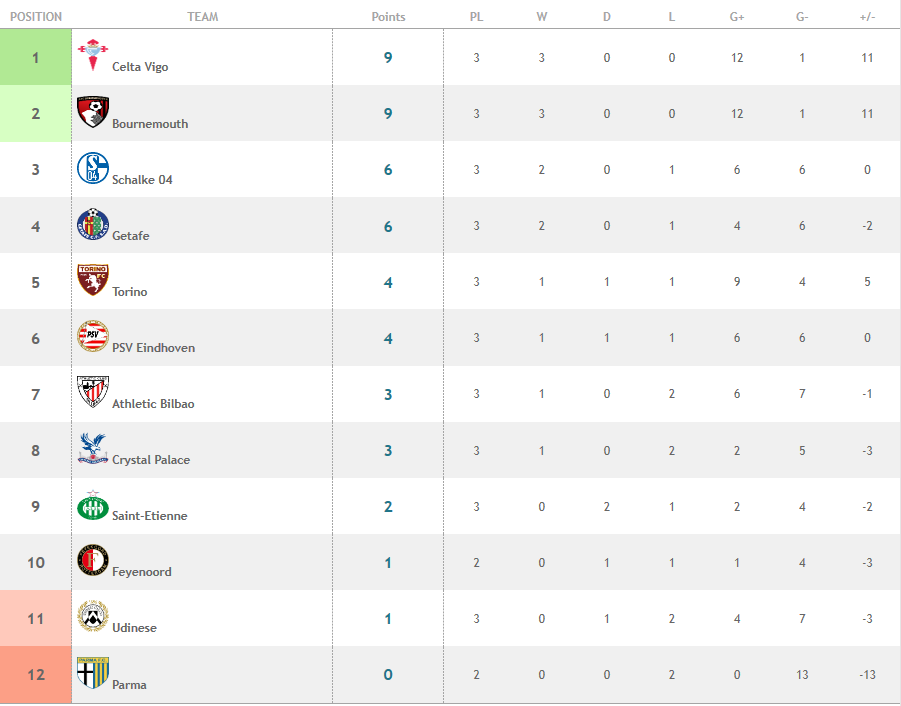 POSITION TEAM Points PL W D L G+ G- +/-
1 Celta Vigo 9 3 3 0 0 12 1 11
2 Bournemouth 9 3 3 0 0 12 1 11
3 Schalke 04 6 3 2 0 1 6 6 0
4 Getafe 6 3 2 0 1 4 6 -2
TORINO
5 Torino 4 3 1 1 1 9 4 5
PSV
6 PSV Eindhoven 4 3 1 1 1 6 6 0
7 Athletic Bilbao 3 3 1 0 2 6 7 -1
8 Crystal Palace 3 3 1 0 2 2 5 -3
9 Saint-Etienne 2 3 0 2 1 2 4 -2
10 Feyenoord 1 2 0 1 1 1 4 -3
11 Udinese 1 3 0 1 2 4 7 -3
12 Parma 0 2 0 0 2 0 13 -13